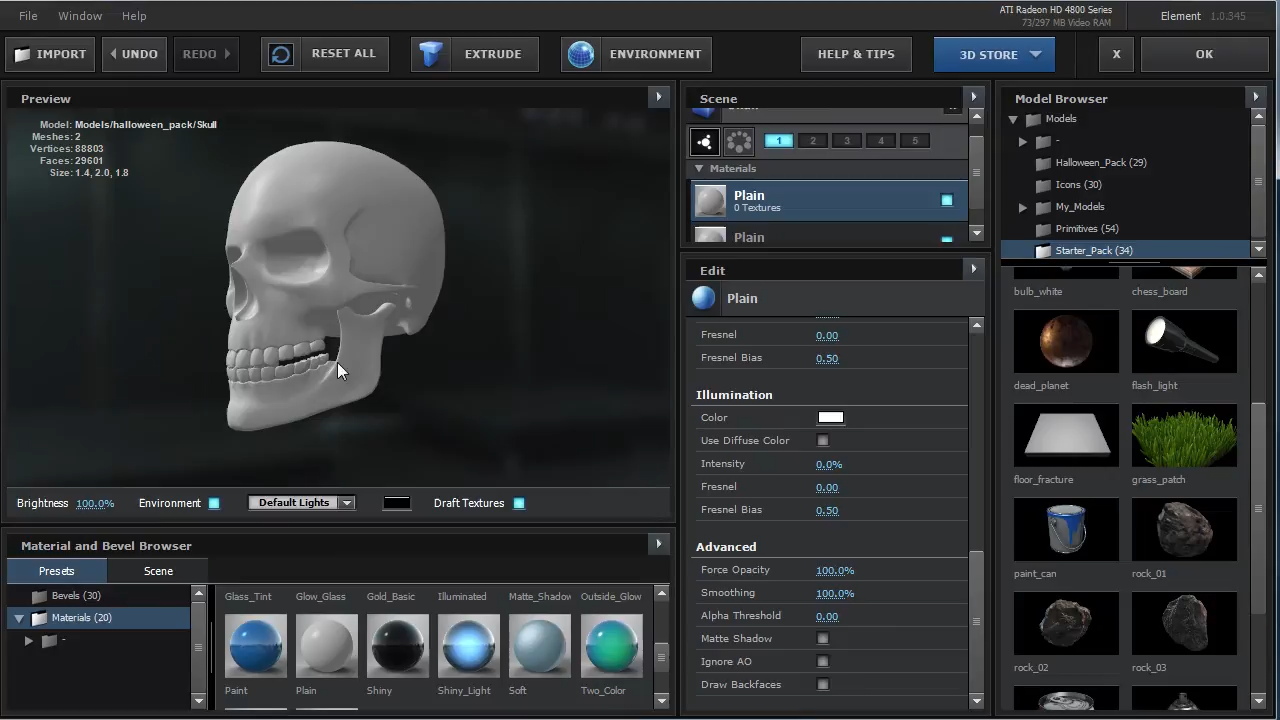 File Window Help
ATI Radeon HD 4800 Series
73/297 MB Video RAM
Element 1.0.345
IMPORT UNDO REDO RESET ALL EXTRUDE ENVIRONMENT HELP & TIPS 3D STORE X OK
Preview
Model: Models/halloween_pack/Skull
Meshes: 2
Vertices: 88803
Faces: 29601
Size: 1.4, 2.0, 1.8
Brightness 100.0% Environment Default Lights Draft Textures
Material and Bevel Browser
Presets Scene
Bevels (30)
Materials (20)
-
Glass_Tint Glow_Glass Gold_Basic Illuminated Matte_Shadow Outside_Glow
Paint Plain Shiny Shiny_Light Soft Two_Color
Scene
1 2 3 4 5
Materials
Plain
0 Textures
Plain
Edit
Plain
Fresnel 0.00
Fresnel Bias 0.50
Illumination
Color
Use Diffuse Color
Intensity 0.0%
Fresnel 0.00
Fresnel Bias 0.50
Advanced
Force Opacity 100.0%
Smoothing 100.0%
Alpha Threshold 0.00
Matte Shadow
Ignore AO
Draw Backfaces
Model Browser
Models
-
Halloween_Pack (29)
Icons (30)
My_Models
Primitives (54)
Starter_Pack (34)
bulb_white chess_board
dead_planet flash_light
floor_fracture grass_patch
paint_can rock_01
rock_02 rock_03